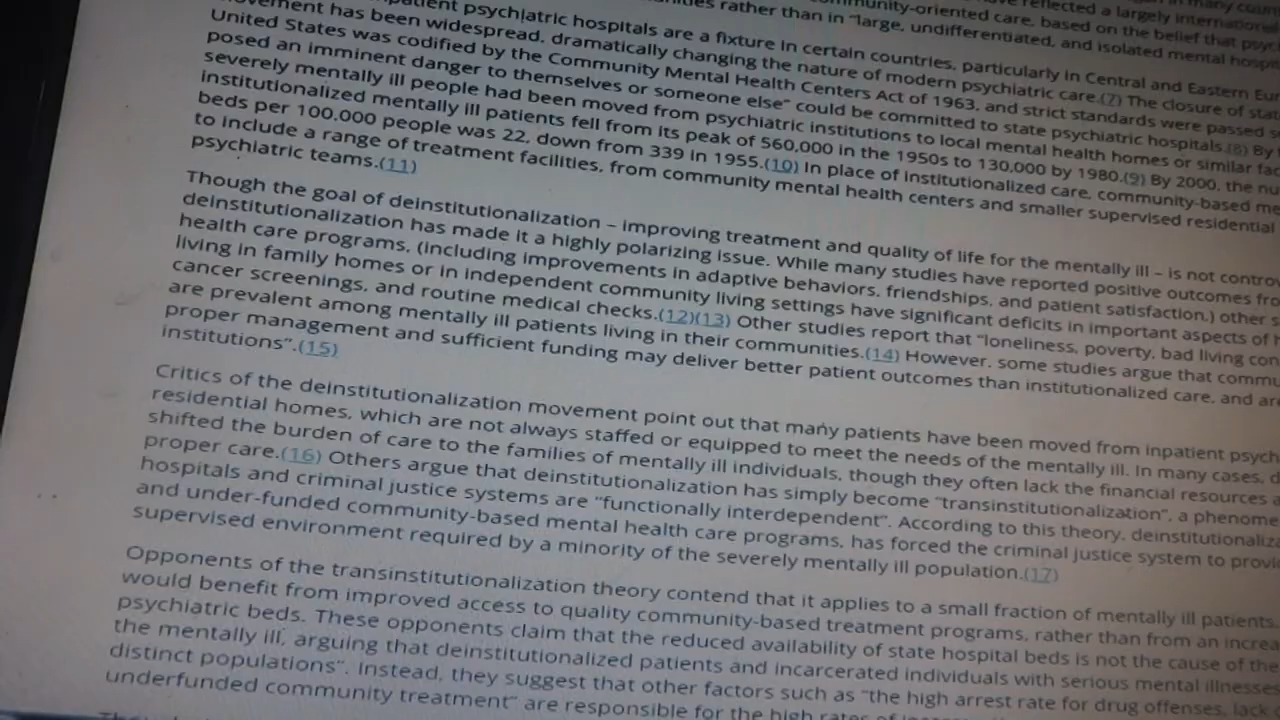 have reflected a largely international
rather than in "large, undifferentiated, and isolated mental hospi
psychiatric hospitals are a fixture in certain countries, particularly in Central and Eastern Eur
has been widespread, dramatically changing the nature of modern psychiatric care.(7) The closure of stat
United States was codified by the Community Mental Health Centers Act of 1963, and strict standards were passed s
posed an imminent danger to themselves or someone else" could be committed to state psychiatric hospitals.(8) By
severely mentally ill people had been moved from psychiatric institutions to local mental health homes or similar fac
institutionalized mentally ill patients fell from its peak of 560,000 in the 1950s to 130,000 by 1980.(9) By 2000, the nu
beds per 100,000 people was 22, down from 339 in 1955.(10) In place of institutionalized care, community-based me
to include a range of treatment facilities, from community mental health centers and smaller supervised residential
psychiatric teams.(11)
Though the goal of deinstitutionalization – improving treatment and quality of life for the mentally ill – is not controv
deinstitutionalization has made it a highly polarizing issue. While many studies have reported positive outcomes fro
health care programs, (including improvements in adaptive behaviors, friendships, and patient satisfaction,) other s
living in family homes or in independent community living settings have significant deficits in important aspects of h
cancer screenings, and routine medical checks.(12)(13) Other studies report that "loneliness, poverty, bad living con
are prevalent among mentally ill patients living in their communities.(14) However, some studies argue that commu
proper management and sufficient funding may deliver better patient outcomes than institutionalized care, and are
institutions".(15)
Critics of the deinstitutionalization movement point out that many patients have been moved from inpatient psych
residential homes, which are not always staffed or equipped to meet the needs of the mentally ill. In many cases, d
shifted the burden of care to the families of mentally ill individuals, though they often lack the financial resources a
proper care.(16) Others argue that deinstitutionalization has simply become "transinstitutionalization", a phenome
hospitals and criminal justice systems are "functionally interdependent". According to this theory, deinstitutionaliza
and under-funded community-based mental health care programs, has forced the criminal justice system to provid
supervised environment required by a minority of the severely mentally ill population.(17)
Opponents of the transinstitutionalization theory contend that it applies to a small fraction of mentally ill patients,
would benefit from improved access to quality community-based treatment programs, rather than from an increa
psychiatric beds. These opponents claim that the reduced availability of state hospital beds is not the cause of the
the mentally ill, arguing that deinstitutionalized patients and incarcerated individuals with serious mental illnesses
distinct populations". Instead, they suggest that other factors such as "the high arrest rate for drug offenses, lack
underfunded community treatment" are responsible for the high rates of